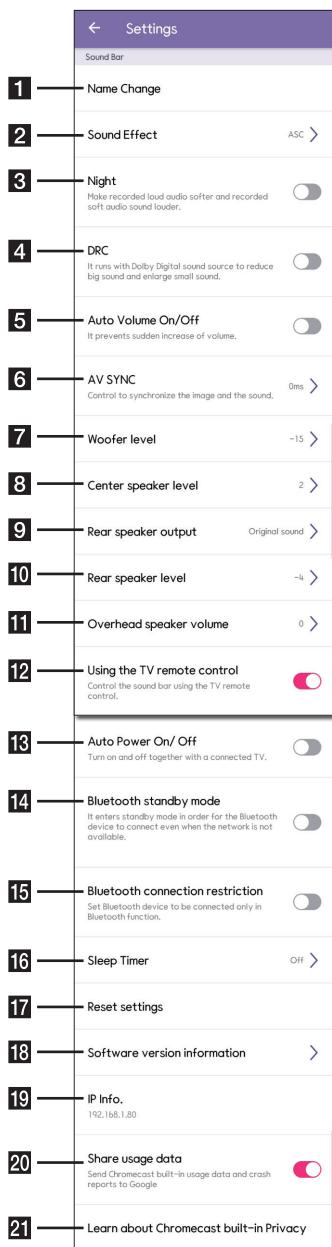 Settings
Sound Bar
1 Name Change
2 Sound Effect ASC
3 Night
Make recorded loud audio softer and recorded
soft audio sound louder.
4 DRC
It runs with Dolby Digital sound source to reduce
big sound and enlarge small sound.
5 Auto Volume On/Off
It prevents sudden increase of volume.
6 AV SYNC 0ms
Control to synchronize the image and the sound.
7 Woofer level -15
8 Center speaker level 2
9 Rear speaker output Original sound
10 Rear speaker level -4
11 Overhead speaker volume 0
12 Using the TV remote control
Control the sound bar using the TV remote
control.
13 Auto Power On/ Off
Turn on and off together with a connected TV.
14 Bluetooth standby mode
It enters standby mode in order for the Bluetooth
device to connect even when the network is not
available.
15 Bluetooth connection restriction
Set Bluetooth device to be connected only in
Bluetooth function.
16 Sleep Timer Off
17 Reset settings
18 Software version information
19 IP Info.
192.168.1.80
20 Share usage data
Send Chromecast built-in usage data and crash
reports to Google
21 Learn about Chromecast built-in Privacy